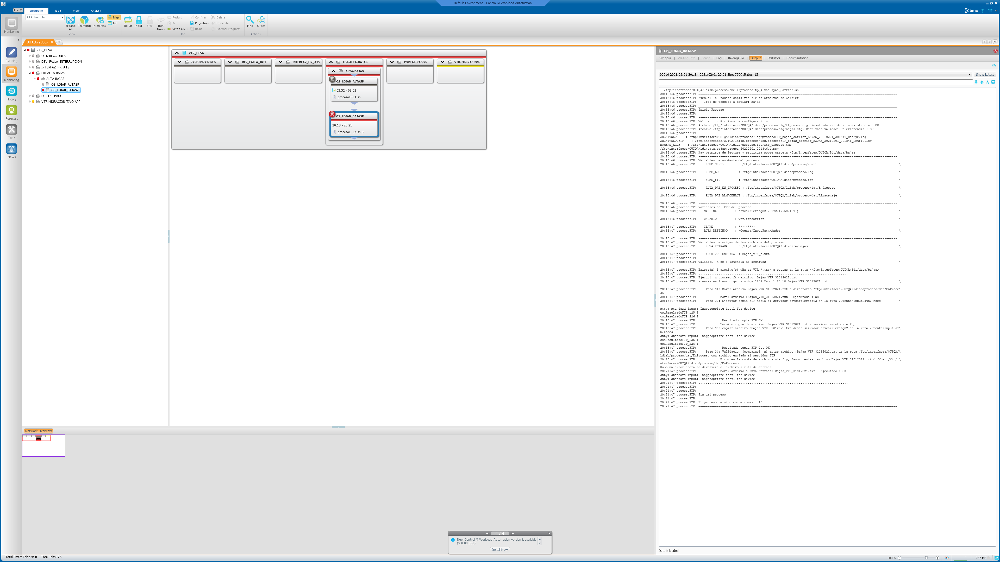 Default Environment - Control-M Workload Automation
File
Viewpoint
Tools
View
Analysis
bmc
?
Monitoring
All Active Jobs
Expand All
Rearrange
Hierarchy
Map
List
View
Rerun
Hold
Free
Run Now
Restart
Kill
Set to OK
Confirm
Projection
React
Delete
Undelete
External Programs
Job
Find
Order
Actions
All Active Jobs
Planning
Monitoring
History
Forecast
Tools
News
VTR_DESA
CC-DIRECCIONES
DEV_FALLA_INTERRUPCION
INTERFAZ_HR_ATS
LDI-ALTA-BAJAS
ALTA-BAJAS
OS_LDIAB_ALTASP
OS_LDIAB_BAJASP
PORTAL-PAGOS
VTR-MIGRACION-TIVO-APP
VTR_DESA
CC-DIRECCIONES
DEV_FALLA_INTE...
INTERFAZ_HR_ATS
LDI-ALTA-BAJAS
PORTAL-PAGOS
VTR-MIGRACION-...
ALTA-BAJAS
OS_LDIAB_ALTASP
03:52 - 03:52
procesoETLA.sh
OS_LDIAB_BAJASP
20:18 - 20:21
procesoETLA.sh B
OS_LDIAB_BAJASP
Synopsis | Waiting Info | Script | Log | Belongs To | Output | Statistics | Documentation
00010 2021/02/01 20:18 - 2021/02/01 20:21 Size: 7599 Status: 15
Show Latest
+ /ftp/interfaces/OUTQA/ldiab/proceso/shell/procesoFtp_AltasBajas_Carrier.sh B
20:18:46 procesoFTP: ==============================
20:18:46 procesoFTP: Ejecuci  n Proceso copia via FTP de archivos de Carrier
20:18:46 procesoFTP:    Tipo de proceco a copiar: Bajas
20:18:46 procesoFTP: ______________________________
20:18:46 procesoFTP: Inicio Proceso
20:18:46 procesoFTP:
20:18:46 procesoFTP: ------------------------------
20:18:46 procesoFTP: Validaci  n Archivos de configuraci  n
20:18:46 procesoFTP: Archivo /ftp/interfaces/OUTQA/ldiab/proceso/cfg/ftp_user.cfg. Resultado validaci  n existencia : OK
20:18:46 procesoFTP: Archivo /ftp/interfaces/OUTQA/ldiab/proceso/cfg/bajas.cfg. Resultado validaci  n existencia : OK
20:18:46 procesoFTP: ------------------------------
ARCHIVOLOG    : /ftp/interfaces/OUTQA/ldiab/proceso/log/procesoFTP_bajas_carrier_BAJAS_20210201_201846_DetEje.log
ARCHIVOLOGFTP    : /ftp/interfaces/OUTQA/ldiab/proceso/log/procesoFTP_bajas_carrier_BAJAS_20210201_201846_DetFTP.log
NOMBRE_ARCH    : /ftp/interfaces/OUTQA/ldiab/proceso/ftp/ftp_proceso.tmp
/ftp/interfaces/OUTQA/ldi/data/bajas/prueba_20210201_201846.dummy
20:18:46 procesoFTP: Hay permisos de lectura y escritura sobre carpeta /ftp/interfaces/OUTQA/ldi/data/bajas
20:18:46 procesoFTP: ------------------------------
20:18:46 procesoFTP: Variables de ambiente del proceso
20:18:46 procesoFTP:     HOME_SHELL        : /ftp/interfaces/OUTQA/ldiab/proceso/shell \
20:18:46 procesoFTP:     HOME_LOG          : /ftp/interfaces/OUTQA/ldiab/proceso/log \
20:18:46 procesoFTP:     HOME_FTP          : /ftp/interfaces/OUTQA/ldiab/proceso/ftp \
20:18:46 procesoFTP:     RUTA_DAT_EN_PROCESO : /ftp/interfaces/OUTQA/ldiab/proceso/dat/EnProceso \
20:18:46 procesoFTP:     RUTA_DAT_ALMACENAJE : /ftp/interfaces/OUTQA/ldiab/proceso/dat/Almacenaje \
20:18:46 procesoFTP: ------------------------------
20:18:46 procesoFTP: Variables del FTP del proceso
20:18:46 procesoFTP:    MAQUINA          : srvcarrierstg02 ( 172.17.58.199 ) \
20:18:46 procesoFTP:    USUARIO          : vtr/ftpcarrier \
20:18:47 procesoFTP:    CLAVE            : *********
20:18:47 procesoFTP:    RUTA DESTINOO    : /Cuenta/InputPath/Andes \
20:18:47 procesoFTP: ------------------------------
20:18:47 procesoFTP: Variables de origen de los archivos del proceso
20:18:47 procesoFTP:     RUTA ENTRADA      : /ftp/interfaces/OUTQA/ldi/data/bajas \
20:18:47 procesoFTP:     ARCHIVOS ENTRADA  : Bajas_VTR_*.txt
20:18:47 procesoFTP: ------------------------------
20:18:47 procesoFTP: validaci  n de existencia de archivos \
20:18:47 procesoFTP: Existe(n) 1 archivo(s) <Bajas_VTR_*.txt> a copiar en la ruta </ftp/interfaces/OUTQA/ldi/data/bajas>
20:18:47 procesoFTP: ..............................
20:18:47 procesoFTP: Ejecuci  n proceso ftp archivo: Bajas_VTR_31012021.txt
20:18:47 procesoFTP: -rw-rw-r-- 1 usroutqa usroutqa 1209 Feb  1 20:18 Bajas_VTR_31012021.txt \
20:18:47 procesoFTP:     Paso 01: Mover archivo Bajas_VTR_31012021.txt a directorio /ftp/interfaces/OUTQA/ldiab/proceso/dat/EnProce\
so
20:18:47 procesoFTP:             Mover archivo :Bajas_VTR_31012021.txt - Ejecutado : OK
20:18:47 procesoFTP:     Paso 02: Ejecutar copia FTP hacia el servidor srvcarrierstg02 en la ruta /Cuenta/InputPath/Andes \
stty: standard input: Inappropriate ioctl for device
codResultadoFTP_125 1
codResultadoFTP_226 1
20:18:47 procesoFTP:              Resultado copia FTP OK
20:18:47 procesoFTP:             Termino copia de archivo :Bajas_VTR_31012021.txt a servidor remoto via ftp
20:18:47 procesoFTP:     Paso 03: copiar archivo :Bajas_VTR_31012021.txt desde servidor srvcarrierstg02 en la ruta /Cuenta/InputPat\
h/Andes
stty: standard input: Inappropriate ioctl for device
codResultadoFTP_125 1
codResultadoFTP_226 1
20:18:47 procesoFTP:              Resultado copia FTP Get OK
20:18:47 procesoFTP:     Paso 04: Validacion (comparaci  n) entre archivo :Bajas_VTR_31012021.txt de la ruta /ftp/interfaces/OUTQA/\
ldiab/proceso/dat/EnProceso con archivo enviado al servidor FTP
20:20:47 procesoFTP:             Error en la copia de archivos via ftp, favor revisar archivo Bajas_VTR_31012021.txt.diff en /ftp/i\
nterfaces/OUTQA/ldiab/proceso/dat/EnProceso
Hubo un error ahora se devolvera el archivo a ruta de entrada
20:21:47 procesoFTP:             Mover archivo a ruta Entrada: Bajas_VTR_31012021.txt - Ejecutado : OK
stty: standard input: Inappropriate ioctl for device
stty: standard input: Inappropriate ioctl for device
20:21:47 procesoFTP: ..............................
20:21:47 procesoFTP:
20:21:47 procesoFTP: ______________________________
20:21:47 procesoFTP: Fin del proceso
20:21:47 procesoFTP:
20:21:47 procesoFTP: El proceso termino con errores : 15
20:21:47 procesoFTP: ==============================
Data is loaded
Network Overview
4 / 4
New Control-M Workload Automation version is available
(9.0.00.300)
Install Now
Total Smart Folders: 0    Total Jobs: 26
100%
257 MB